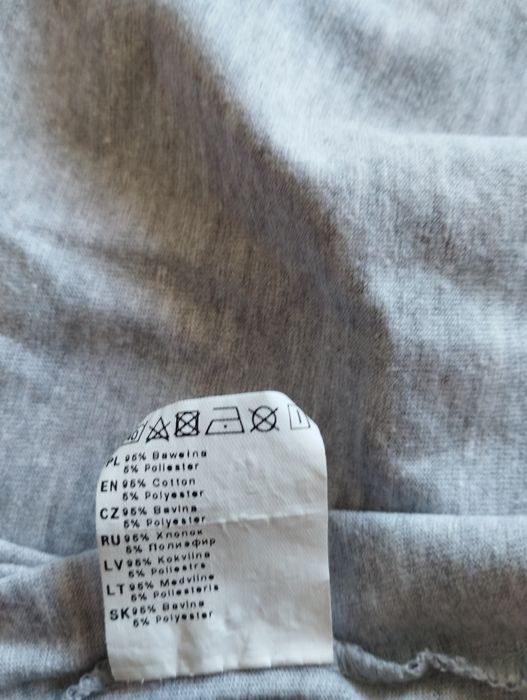 PL 95% Bawełna
5% Poliester
EN 95% Cotton
5% Polyester
CZ 95% Bavlna
5% Polyester
RU 95% Хлопок
5% Полиэфир
LV 95% Kokvilna
5% Poliestrs
LT 95% Medvilnė
5% Poliesteris
SK 95% Bavlna
5% Polyester